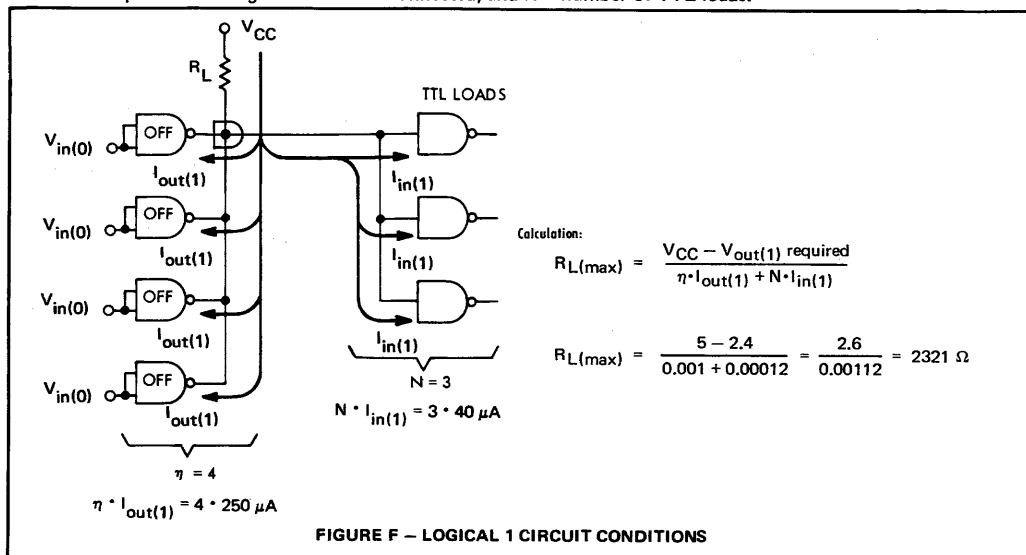 V_CC
R_L
TTL LOADS
V_in(0) OFF
I_out(1)
I_in(1)
V_in(0) OFF
I_out(1)
I_in(1)
V_in(0) OFF
I_out(1)
I_in(1)
V_in(0) OFF
I_out(1)
η = 4
η • I_out(1) = 4 • 250 μA
N = 3
N • I_in(1) = 3 • 40 μA
Calculation:
R_L(max) = V_CC – V_out(1) required / η•I_out(1) + N•I_in(1)
R_L(max) = 5 – 2.4 / 0.001 + 0.00012 = 2.6 / 0.00112 = 2321 Ω
FIGURE F – LOGICAL 1 CIRCUIT CONDITIONS